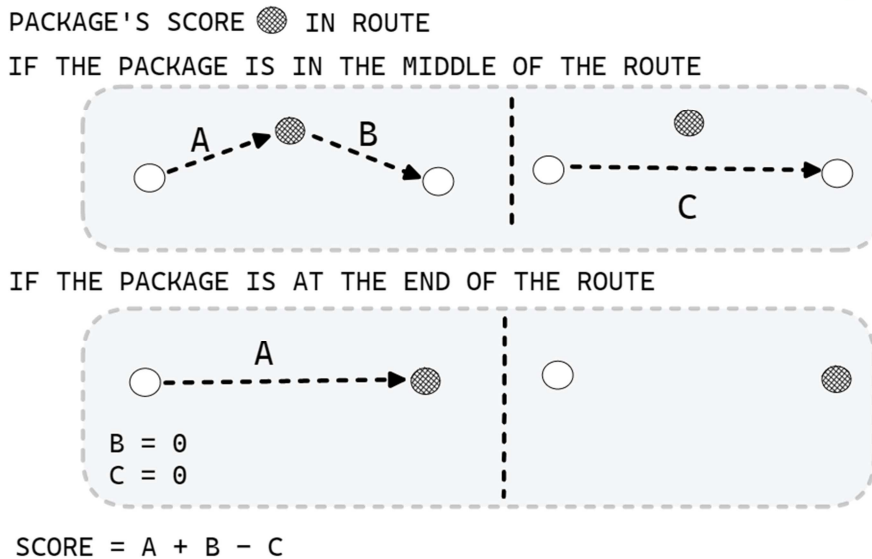 PACKAGE'S SCORE IN ROUTE
IF THE PACKAGE IS IN THE MIDDLE OF THE ROUTE
A
B
C
IF THE PACKAGE IS AT THE END OF THE ROUTE
A
B = 0
C = 0
SCORE = A + B − C